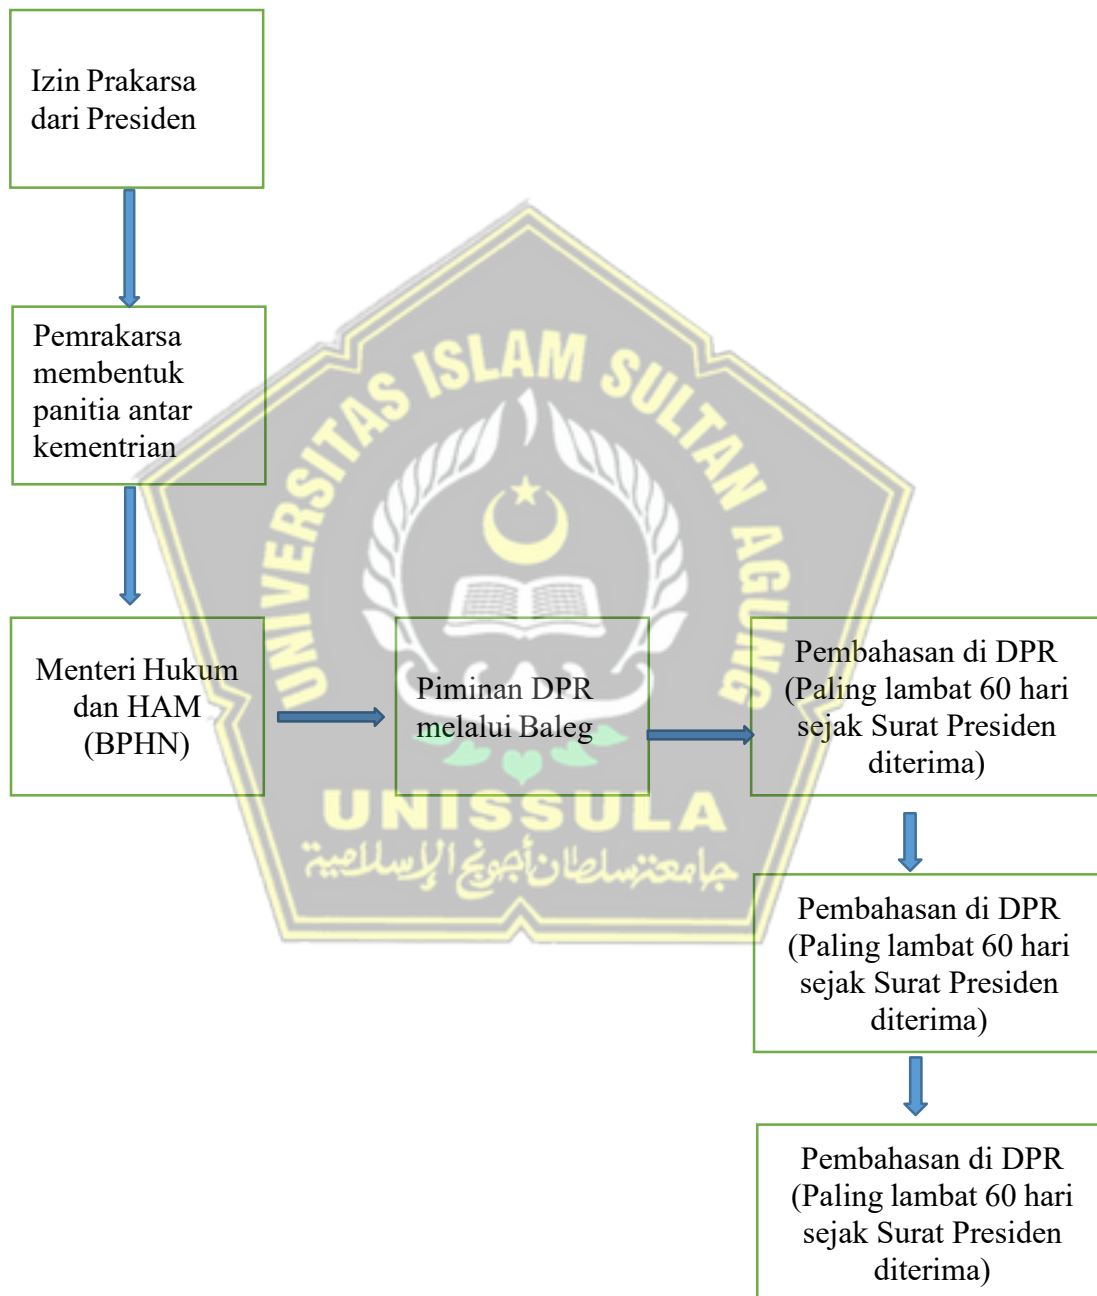 Izin Prakarsa
dari Presiden
Pemrakarsa
membentuk
panitia antar
kementrian
UNIVERSITAS ISLAM SULTAN AGUNG
Menteri Hukum
dan HAM
(BPHN)
Piminan DPR
melalui Baleg
Pembahasan di DPR
(Paling lambat 60 hari
sejak Surat Presiden
diterima)
UNISSULA
جامعة سلطان أجونج الإسلامية
Pembahasan di DPR
(Paling lambat 60 hari
sejak Surat Presiden
diterima)
Pembahasan di DPR
(Paling lambat 60 hari
sejak Surat Presiden
diterima)